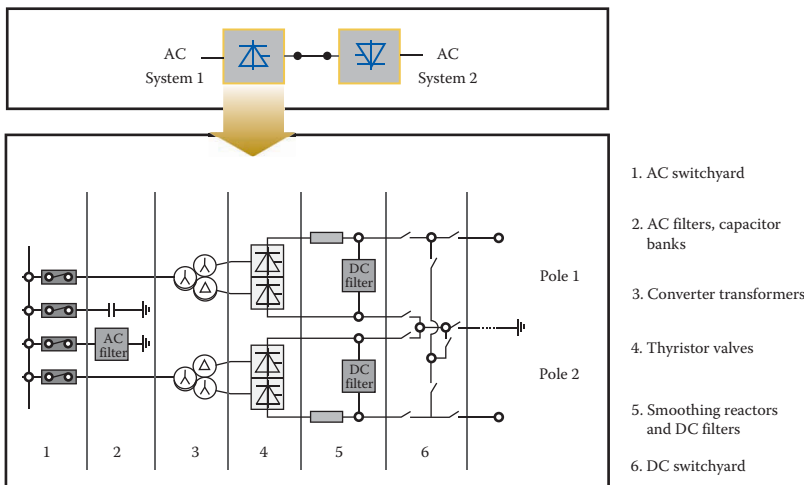 AC
System 1
AC
System 2
1. AC switchyard
2. AC filters, capacitor
banks
3. Converter transformers
4. Thyristor valves
5. Smoothing reactors
and DC filters
6. DC switchyard
DC
filter
Pole 1
AC
filter
DC
filter
Pole 2
1 2 3 4 5 6